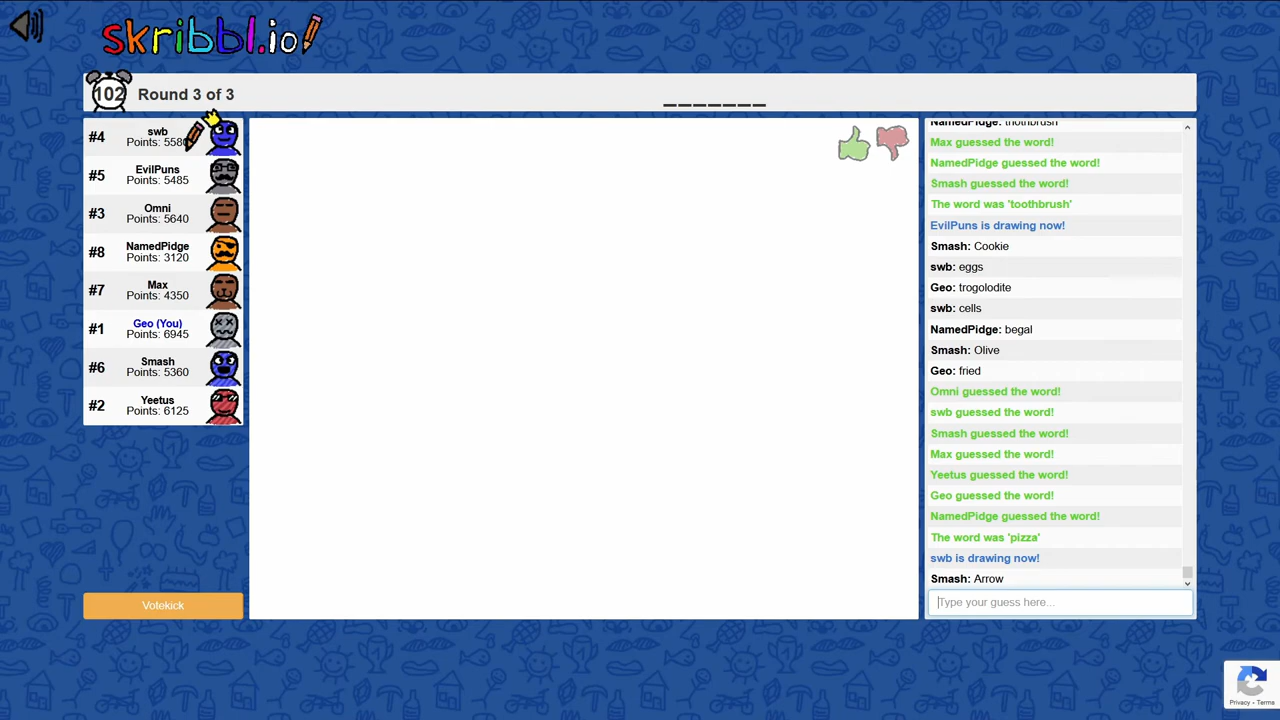 skribbl.io
102 Round 3 of 3 _______
#4 swb
Points: 5580
#5 EvilPuns
Points: 5485
#3 Omni
Points: 5640
#8 NamedPidge
Points: 3120
#7 Max
Points: 4350
#1 Geo (You)
Points: 6945
#6 Smash
Points: 5360
#2 Yeetus
Points: 6125
Votekick
NamedPidge: thothbrush
Max guessed the word!
NamedPidge guessed the word!
Smash guessed the word!
The word was 'toothbrush'
EvilPuns is drawing now!
Smash: Cookie
swb: eggs
Geo: trogolodite
swb: cells
NamedPidge: begal
Smash: Olive
Geo: fried
Omni guessed the word!
swb guessed the word!
Smash guessed the word!
Max guessed the word!
Yeetus guessed the word!
Geo guessed the word!
NamedPidge guessed the word!
The word was 'pizza'
swb is drawing now!
Smash: Arrow
Type your guess here...
Privacy - Terms